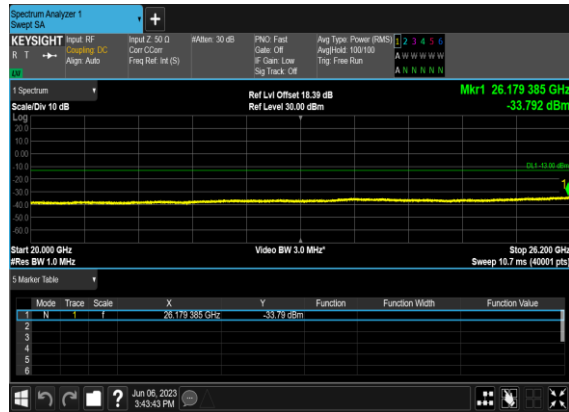 Spectrum Analyzer 1
Swept SA
+
KEYSIGHT Input: RF Input Z: 50 Ω #Atten: 30 dB PNO: Fast Avg Type: Power (RMS) 1 2 3 4 5 6
R T Coupling: DC Corr CCorr Gate: Off Avg|Hold: 100/100 A W W W W W
Align: Auto Freq Ref: Int (S) IF Gain: Low Trig: Free Run
LV Sig Track: Off A N N N N N
1 Spectrum Ref Lvl Offset 18.39 dB Mkr1 26.179 385 GHz
Scale/Div 10 dB Ref Level 30.00 dBm -33.792 dBm
Log
20.0
10.0
0.00
-10.0
DL1 -13.00 dBm
-20.0
1
-30.0
-40.0
-50.0
-60.0
Start 20.000 GHz Video BW 3.0 MHz* Stop 26.200 GHz
#Res BW 1.0 MHz Sweep 10.7 ms (40001 pts)
5 Marker Table
Mode Trace Scale X Y Function Function Width Function Value
1 N 1 f 26.179 385 GHz -33.79 dBm
2
3
4
5
6
? Jun 06, 2023
3:43:43 PM